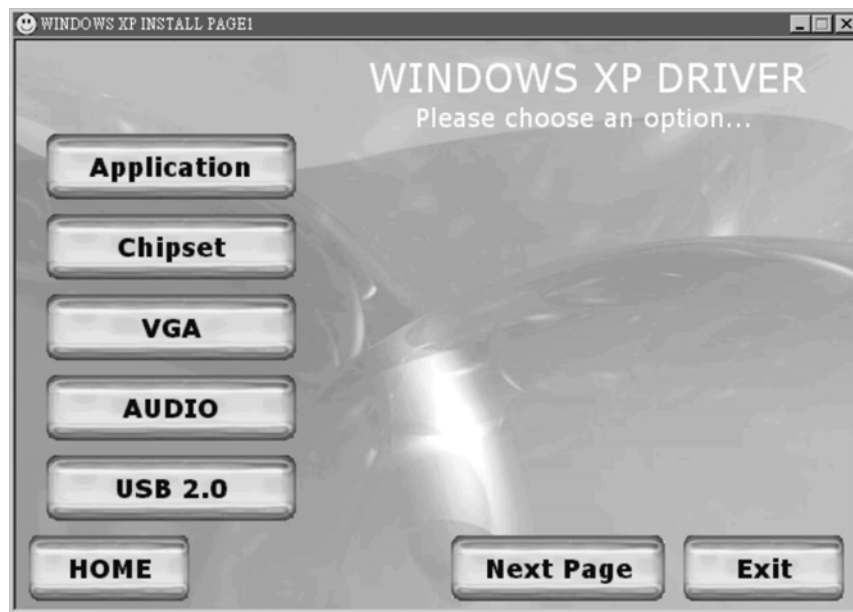 WINDOWS XP INSTALL PAGE1
WINDOWS XP DRIVER
Please choose an option...
Application
Chipset
VGA
AUDIO
USB 2.0
HOME
Next Page
Exit